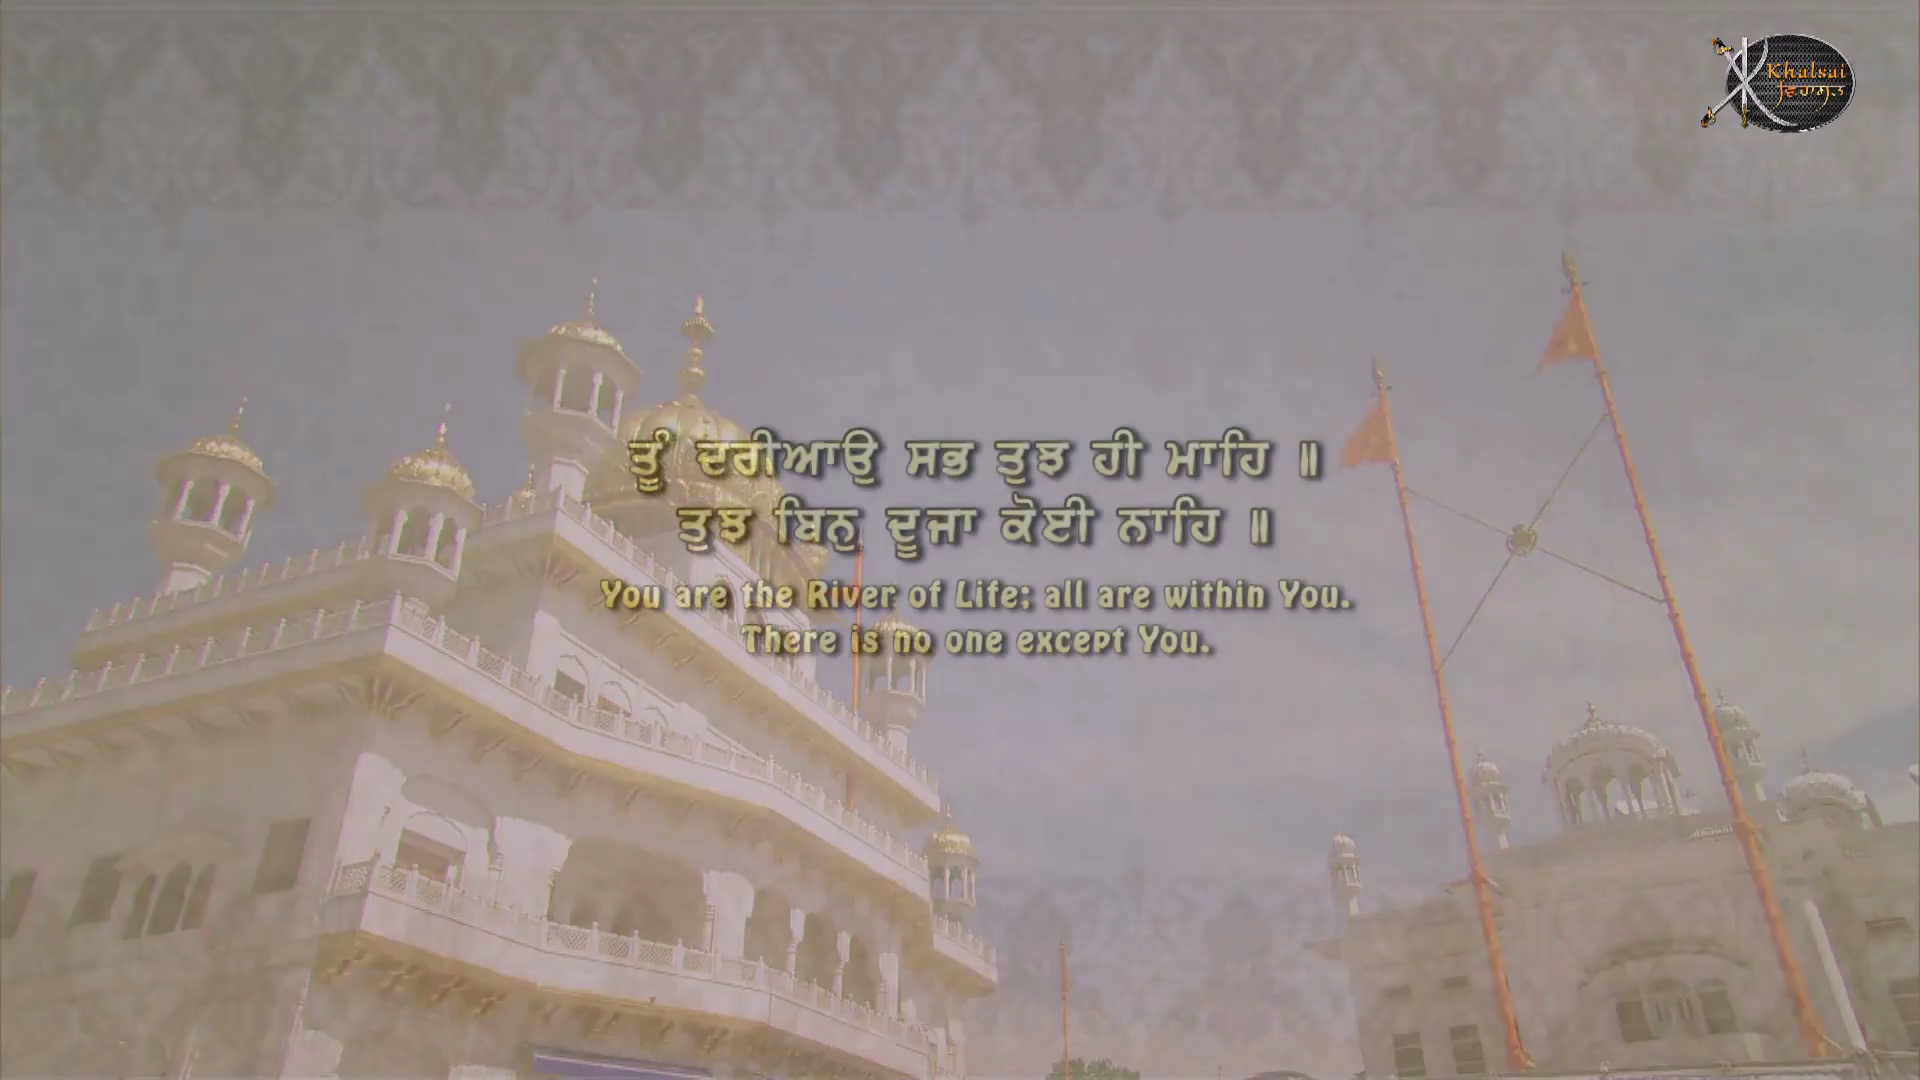 Khalsai
ਵਿਰਾਸਤ
ਤੂੰ ਦਰੀਆਉ ਸਭ ਤੁਝ ਹੀ ਮਾਹਿ ॥
ਤੁਝ ਬਿਨੁ ਦੂਜਾ ਕੋਈ ਨਾਹਿ ॥
You are the River of Life; all are within You.
There is no one except You.